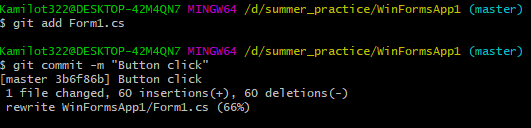 Kamilot322@DESKTOP-42M4QN7 MINGW64 /d/summer_practice/WinFormsApp1 (master)
$ git add Form1.cs
Kamilot322@DESKTOP-42M4QN7 MINGW64 /d/summer_practice/WinFormsApp1 (master)
$ git commit -m "Button click"
[master 3b6f86b] Button click
 1 file changed, 60 insertions(+), 60 deletions(-)
 rewrite WinFormsApp1/Form1.cs (66%)